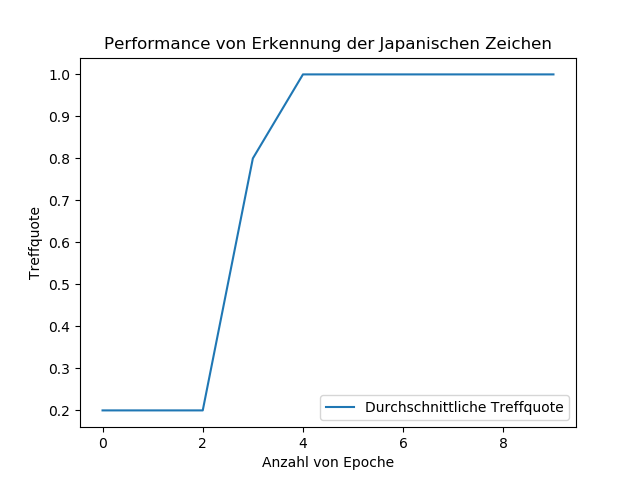 Performance von Erkennung der Japanischen Zeichen
1.0
0.9
0.8
0.7
0.6
0.5
0.4
0.3
0.2
Treffquote
Durchschnittliche Treffquote
0 2 4 6 8
Anzahl von Epoche